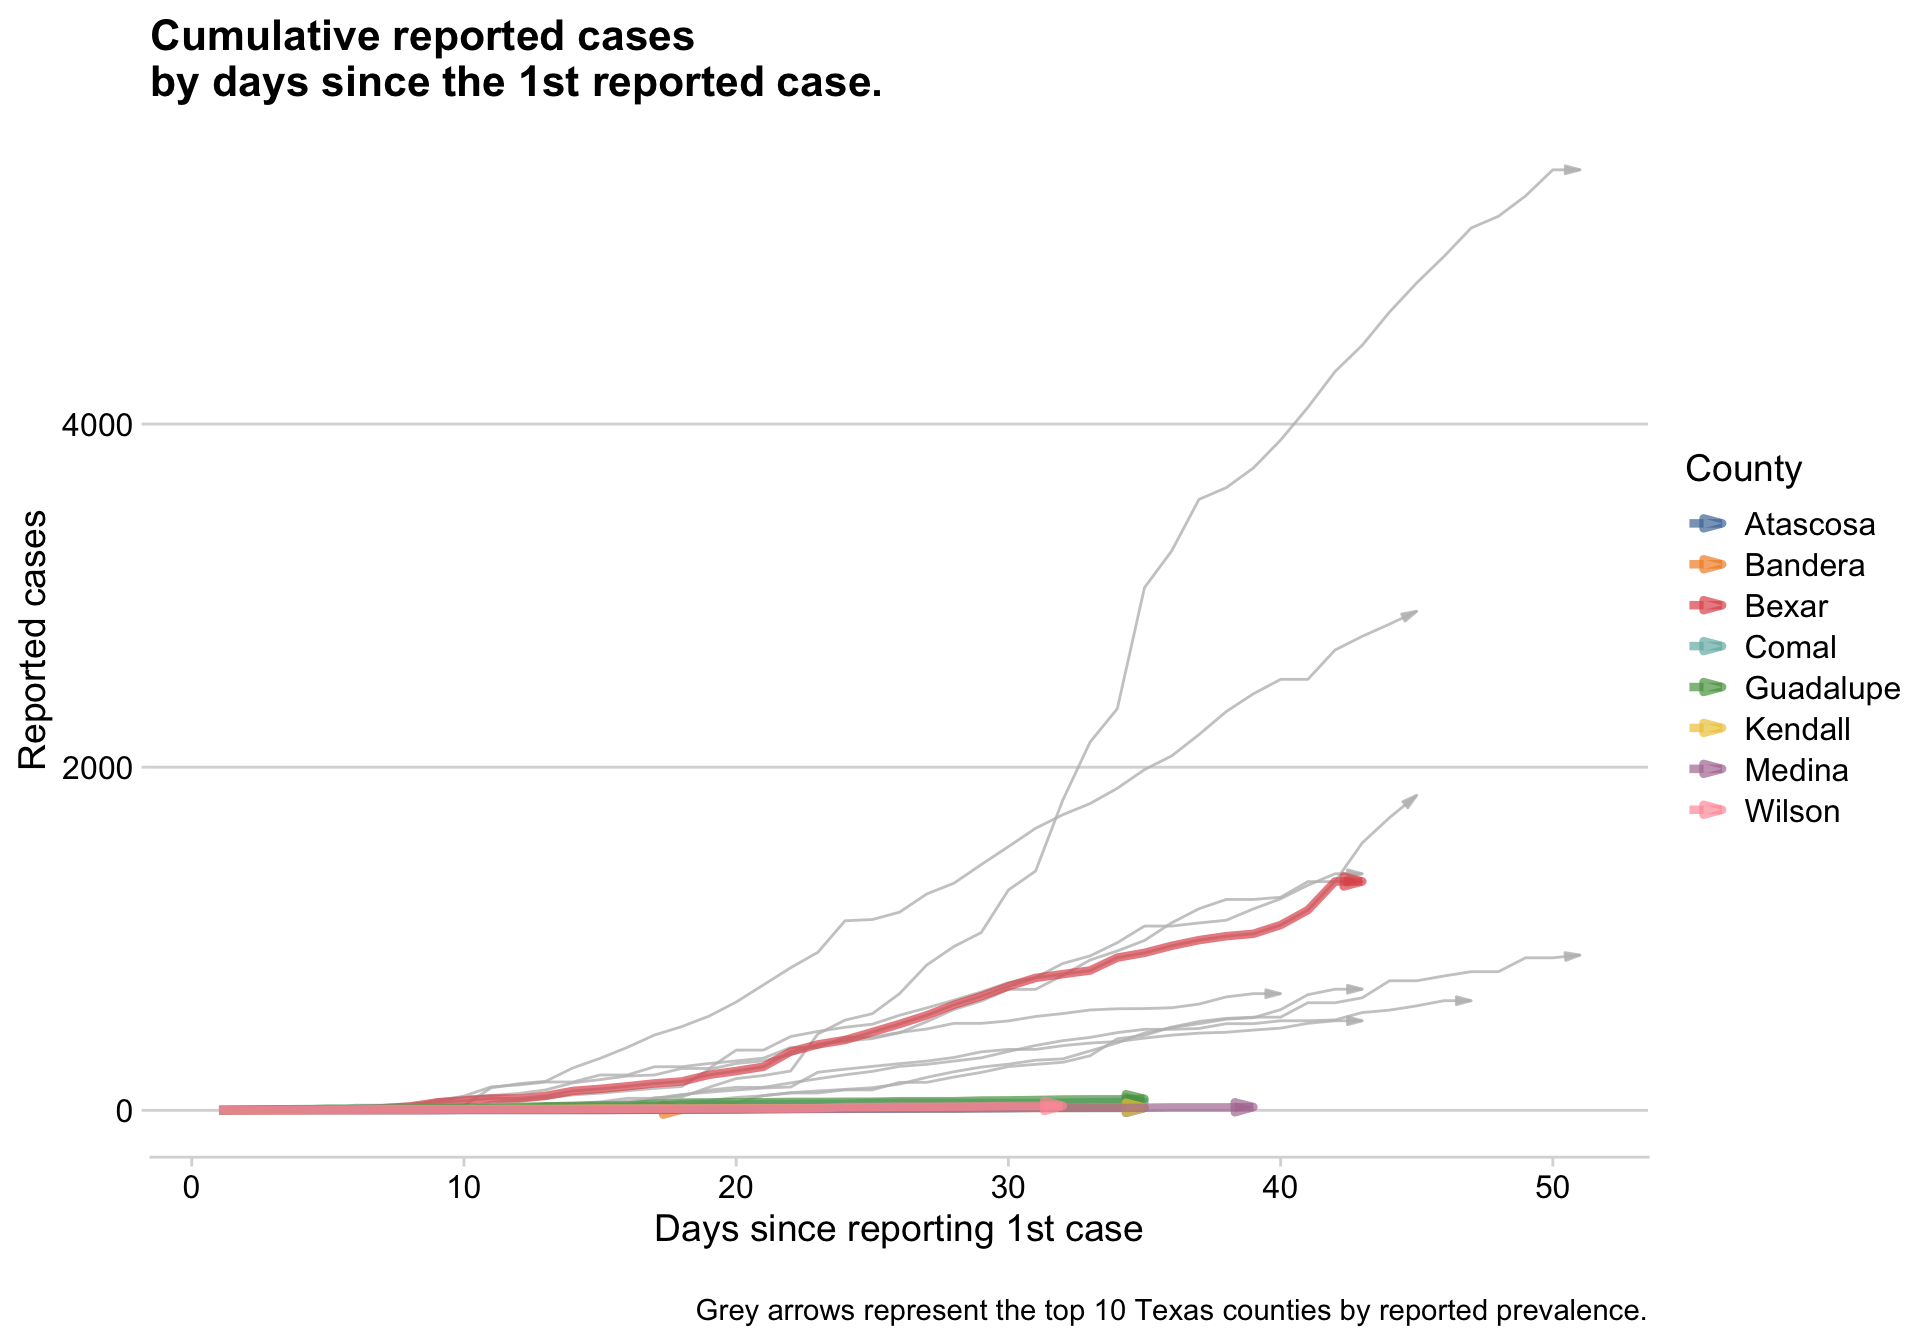 Cumulative reported cases
by days since the 1st reported case.
Reported cases
4000
2000
0
0 10 20 30 40 50
Days since reporting 1st case
County
Atascosa
Bandera
Bexar
Comal
Guadalupe
Kendall
Medina
Wilson
Grey arrows represent the top 10 Texas counties by reported prevalence.